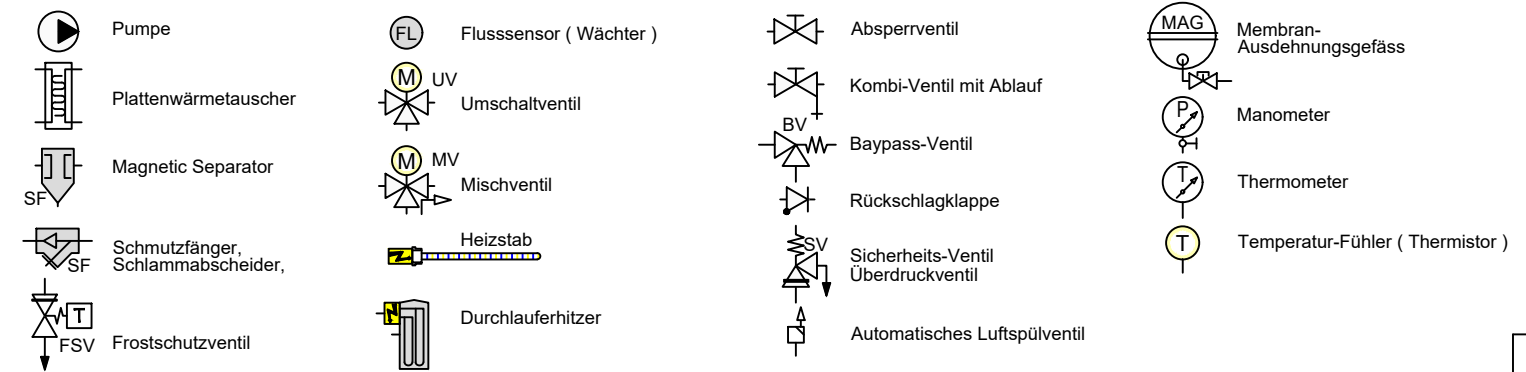 Pumpe
Plattenwärmetauscher
Magnetic Separator
SF
Schmutzfänger,
Schlammabscheider,
SF
T
FSV
Frostschutzventil
FL
Flusssensor ( Wächter )
M
UV
Umschaltventil
M
MV
Mischventil
Heizstab
Durchlauferhitzer
Absperrventil
Kombi-Ventil mit Ablauf
BV
Baypass-Ventil
Rückschlagklappe
SV
Sicherheits-Ventil
Überdruckventil
Automatisches Luftspülventil
MAG
Membran-
Ausdehnungsgefäss
P
Manometer
T
Thermometer
T
Temperatur-Fühler ( Thermistor )